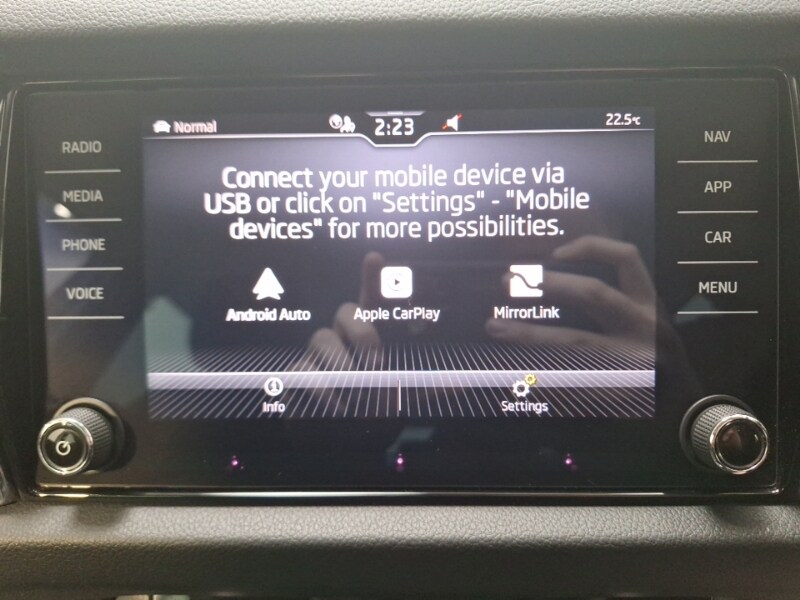 Normal
2:23
22.5°C
RADIO
MEDIA
PHONE
VOICE
Connect your mobile device via
USB or click on "Settings" - "Mobile
devices" for more possibilities.
Android Auto
Apple CarPlay
MirrorLink
Info
Settings
NAV
APP
CAR
MENU